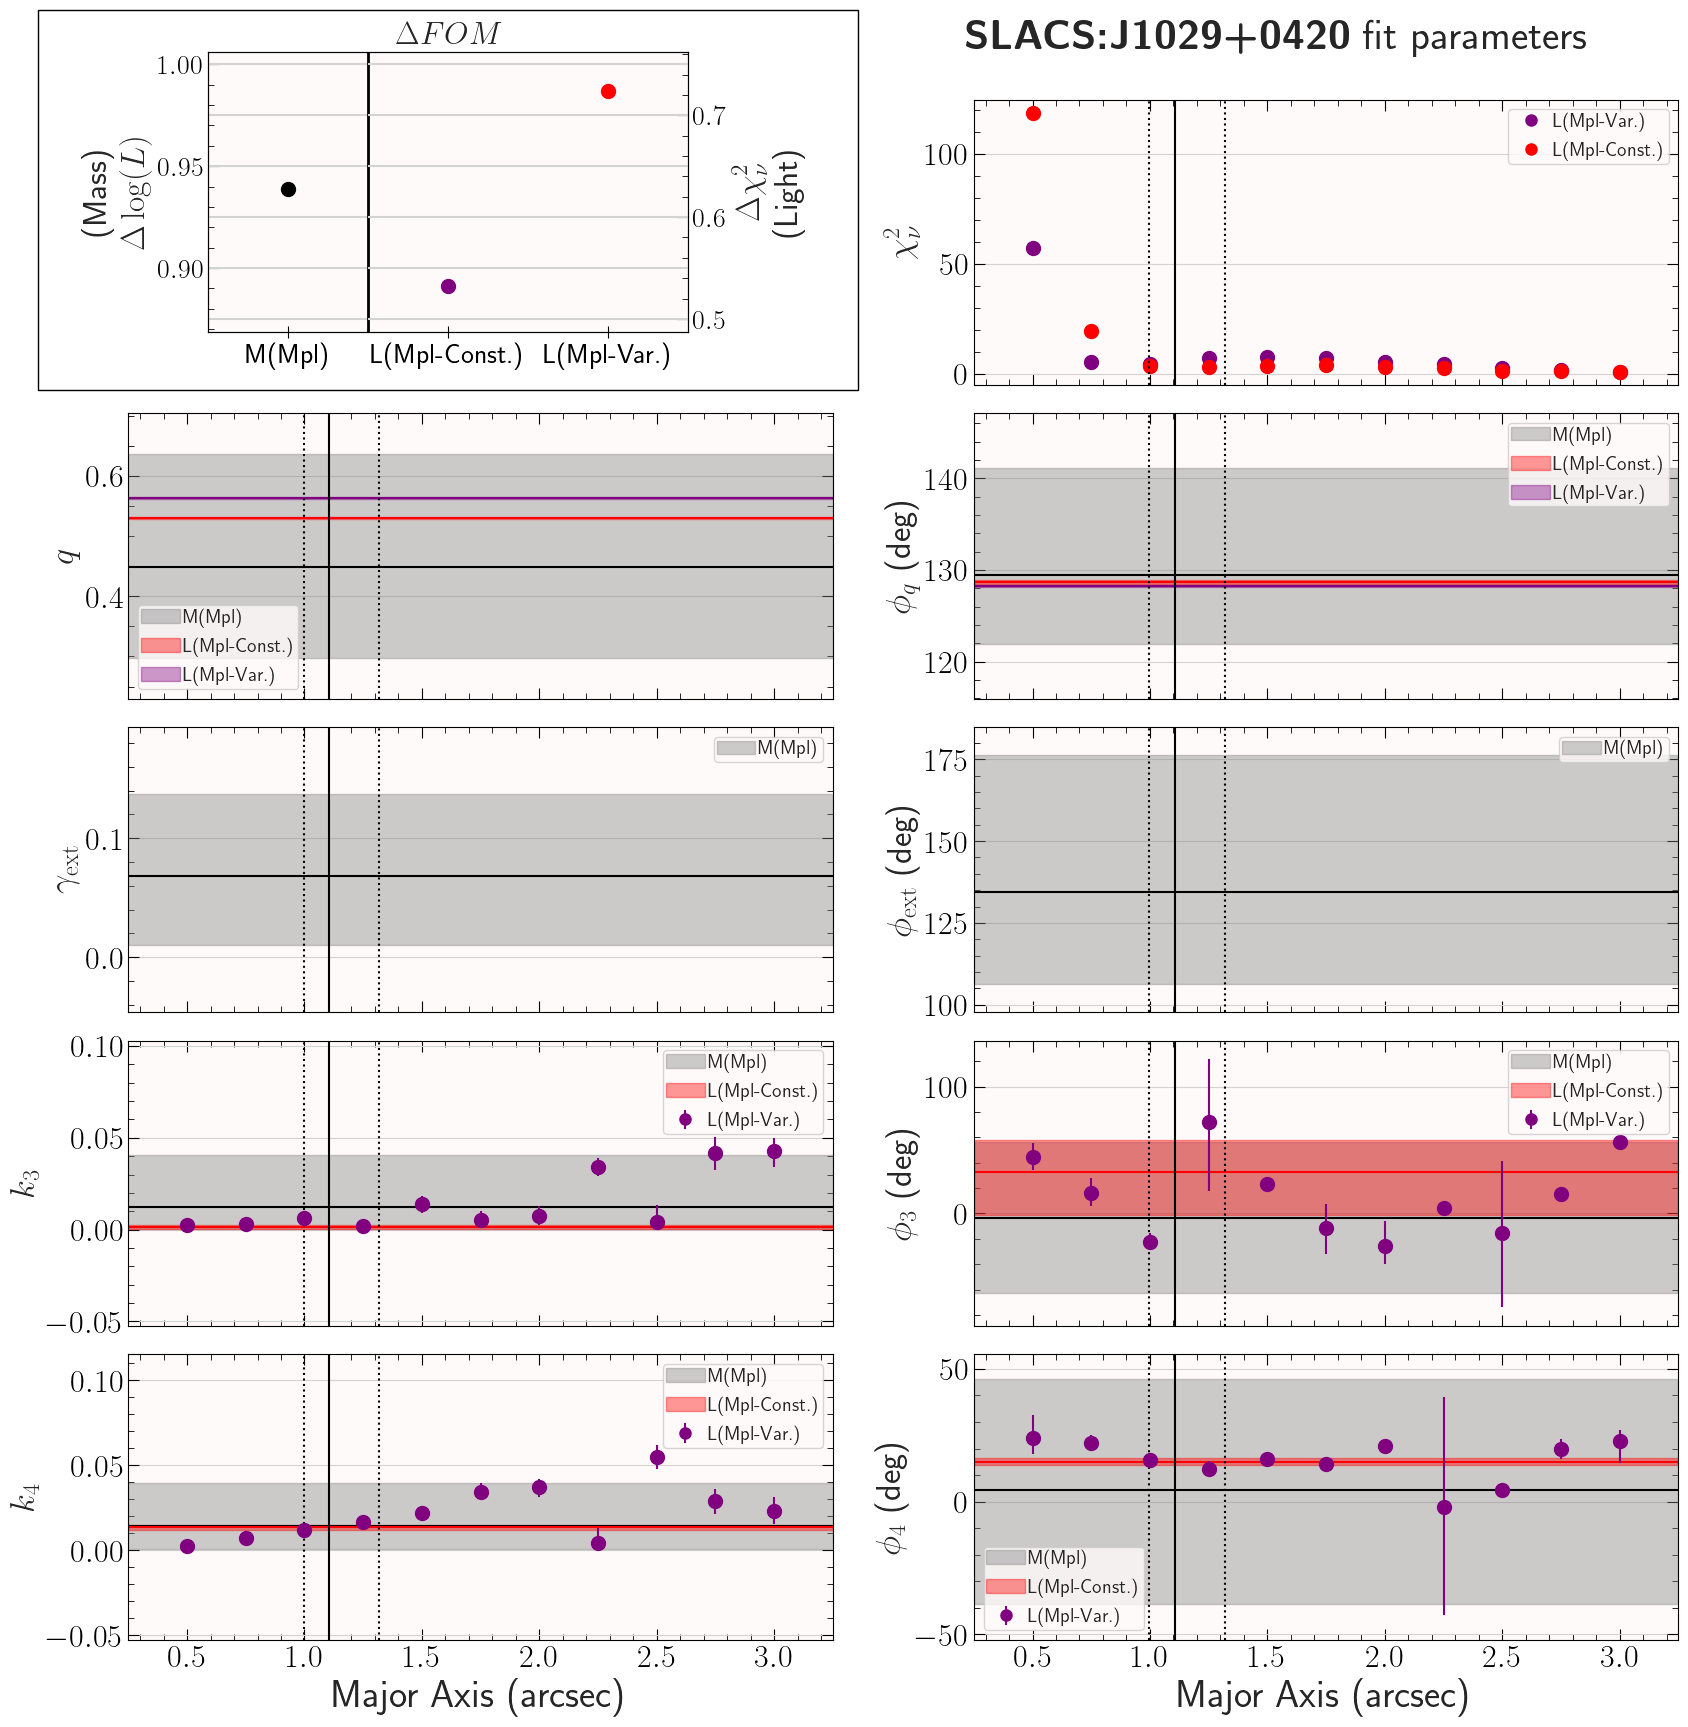 ΔFOM
SLACS:J1029+0420 fit parameters
(Mass)
Δ log(L)
1.00
0.95
0.90
0.7
0.6
0.5
Δχ²ν
(Light)
M(Mpl) L(Mpl-Const.) L(Mpl-Var.)
χ²ν
100
50
0
L(Mpl-Var.)
L(Mpl-Const.)
q
0.6
0.4
M(Mpl)
L(Mpl-Const.)
L(Mpl-Var.)
ϕq (deg)
140
130
120
M(Mpl)
L(Mpl-Const.)
L(Mpl-Var.)
γext
0.1
0.0
M(Mpl)
ϕext (deg)
175
150
125
100
M(Mpl)
k3
0.10
0.05
0.00
−0.05
M(Mpl)
L(Mpl-Const.)
L(Mpl-Var.)
ϕ3 (deg)
100
0
M(Mpl)
L(Mpl-Const.)
L(Mpl-Var.)
k4
0.10
0.05
0.00
−0.05
M(Mpl)
L(Mpl-Const.)
L(Mpl-Var.)
0.5 1.0 1.5 2.0 2.5 3.0
Major Axis (arcsec)
ϕ4 (deg)
50
0
−50
M(Mpl)
L(Mpl-Const.)
L(Mpl-Var.)
0.5 1.0 1.5 2.0 2.5 3.0
Major Axis (arcsec)